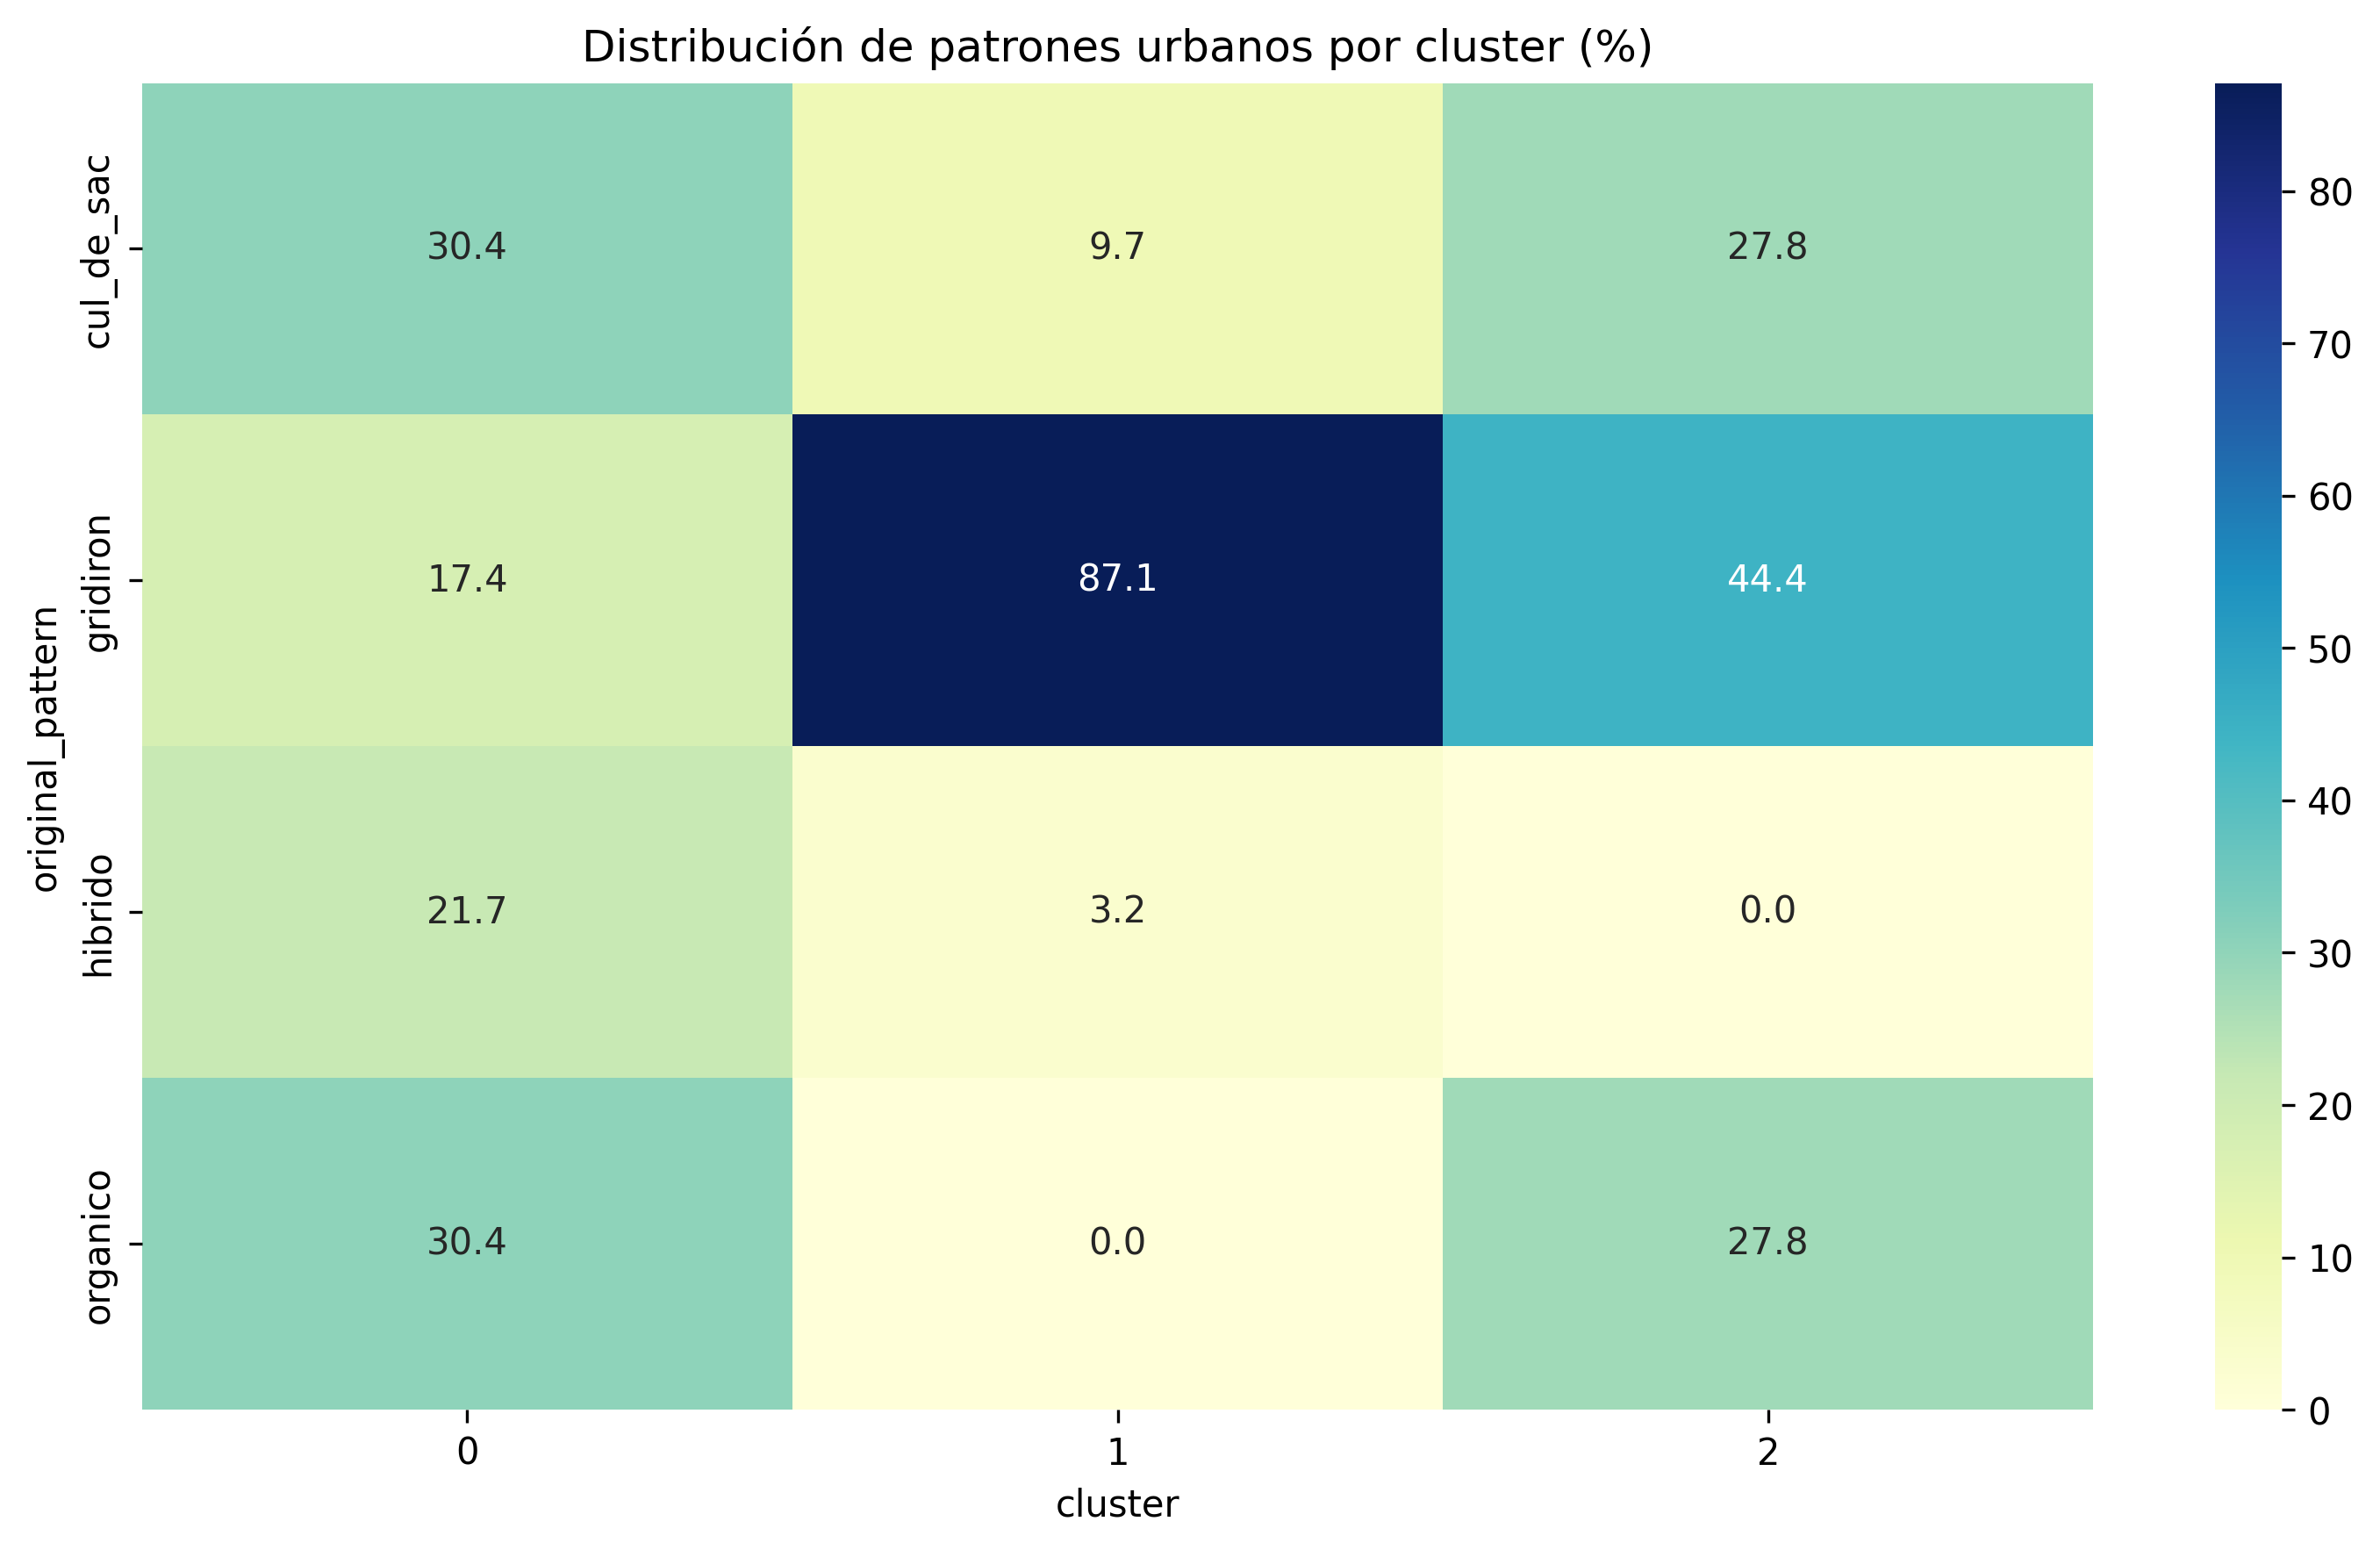 Distribución de patrones urbanos por cluster (%)
original_pattern
cul_de_sac
30.4 9.7 27.8
gridiron
17.4 87.1 44.4
hibrido
21.7 3.2 0.0
organico
30.4 0.0 27.8
0 1 2
cluster
80
70
60
50
40
30
20
10
0